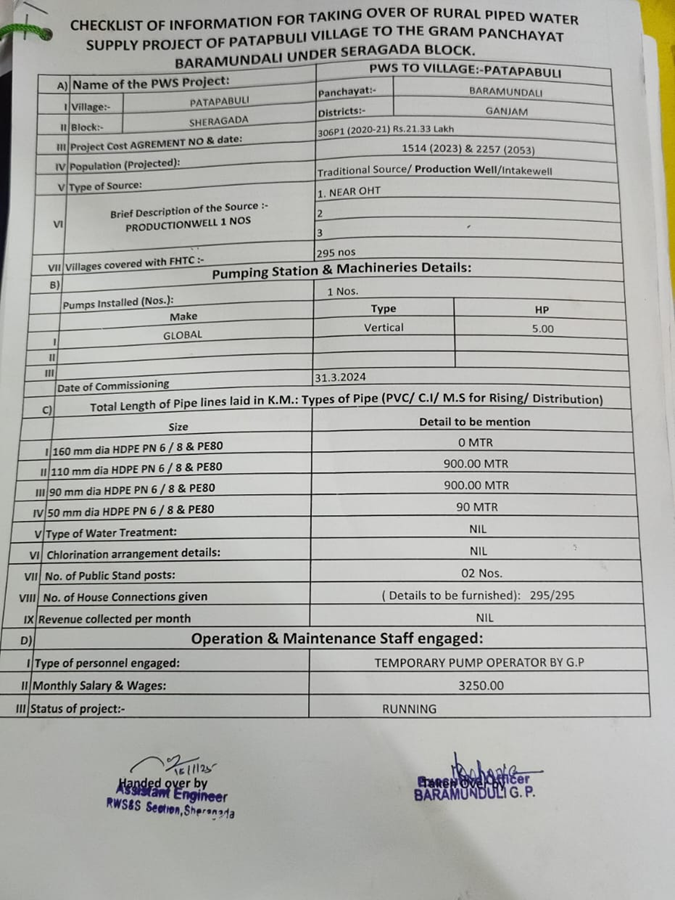 CHECKLIST OF INFORMATION FOR TAKING OVER OF RURAL PIPED WATER
SUPPLY PROJECT OF PATAPBULI VILLAGE TO THE GRAM PANCHAYAT
BARAMUNDALI UNDER SERAGADA BLOCK.
A) Name of the PWS Project: PWS TO VILLAGE:-PATAPABULI
I Village:- PATAPABULI Panchayat:- BARAMUNDALI
II Block:- SHERAGADA Districts:- GANJAM
III Project Cost AGREMENT NO & date: 306P1 (2020-21) Rs.21.33 Lakh
IV Population (Projected): 1514 (2023) & 2257 (2053)
V Type of Source: Traditional Source/ Production Well/Intakewell
VI Brief Description of the Source :- PRODUCTIONWELL 1 NOS 1. NEAR OHT
2
3
VII Villages covered with FHTC :- 295 nos
B) Pumping Station & Machineries Details:
Pumps Installed (Nos.): 1 Nos.
Make Type HP
I GLOBAL Vertical 5.00
II
III
Date of Commissioning 31.3.2024
C) Total Length of Pipe lines laid in K.M.: Types of Pipe (PVC/ C.I/ M.S for Rising/ Distribution)
Size Detail to be mention
I 160 mm dia HDPE PN 6 / 8 & PE80 0 MTR
II 110 mm dia HDPE PN 6 / 8 & PE80 900.00 MTR
III 90 mm dia HDPE PN 6 / 8 & PE80 900.00 MTR
IV 50 mm dia HDPE PN 6 / 8 & PE80 90 MTR
V Type of Water Treatment: NIL
VI Chlorination arrangement details: NIL
VII No. of Public Stand posts: 02 Nos.
VIII No. of House Connections given ( Details to be furnished): 295/295
IX Revenue collected per month NIL
D) Operation & Maintenance Staff engaged:
I Type of personnel engaged: TEMPORARY PUMP OPERATOR BY G.P
II Monthly Salary & Wages: 3250.00
III Status of project:- RUNNING
Handed over by
Assistant Engineer
RWS&S Section, Sheragada
Officer
BARAMUNDULI G.P.